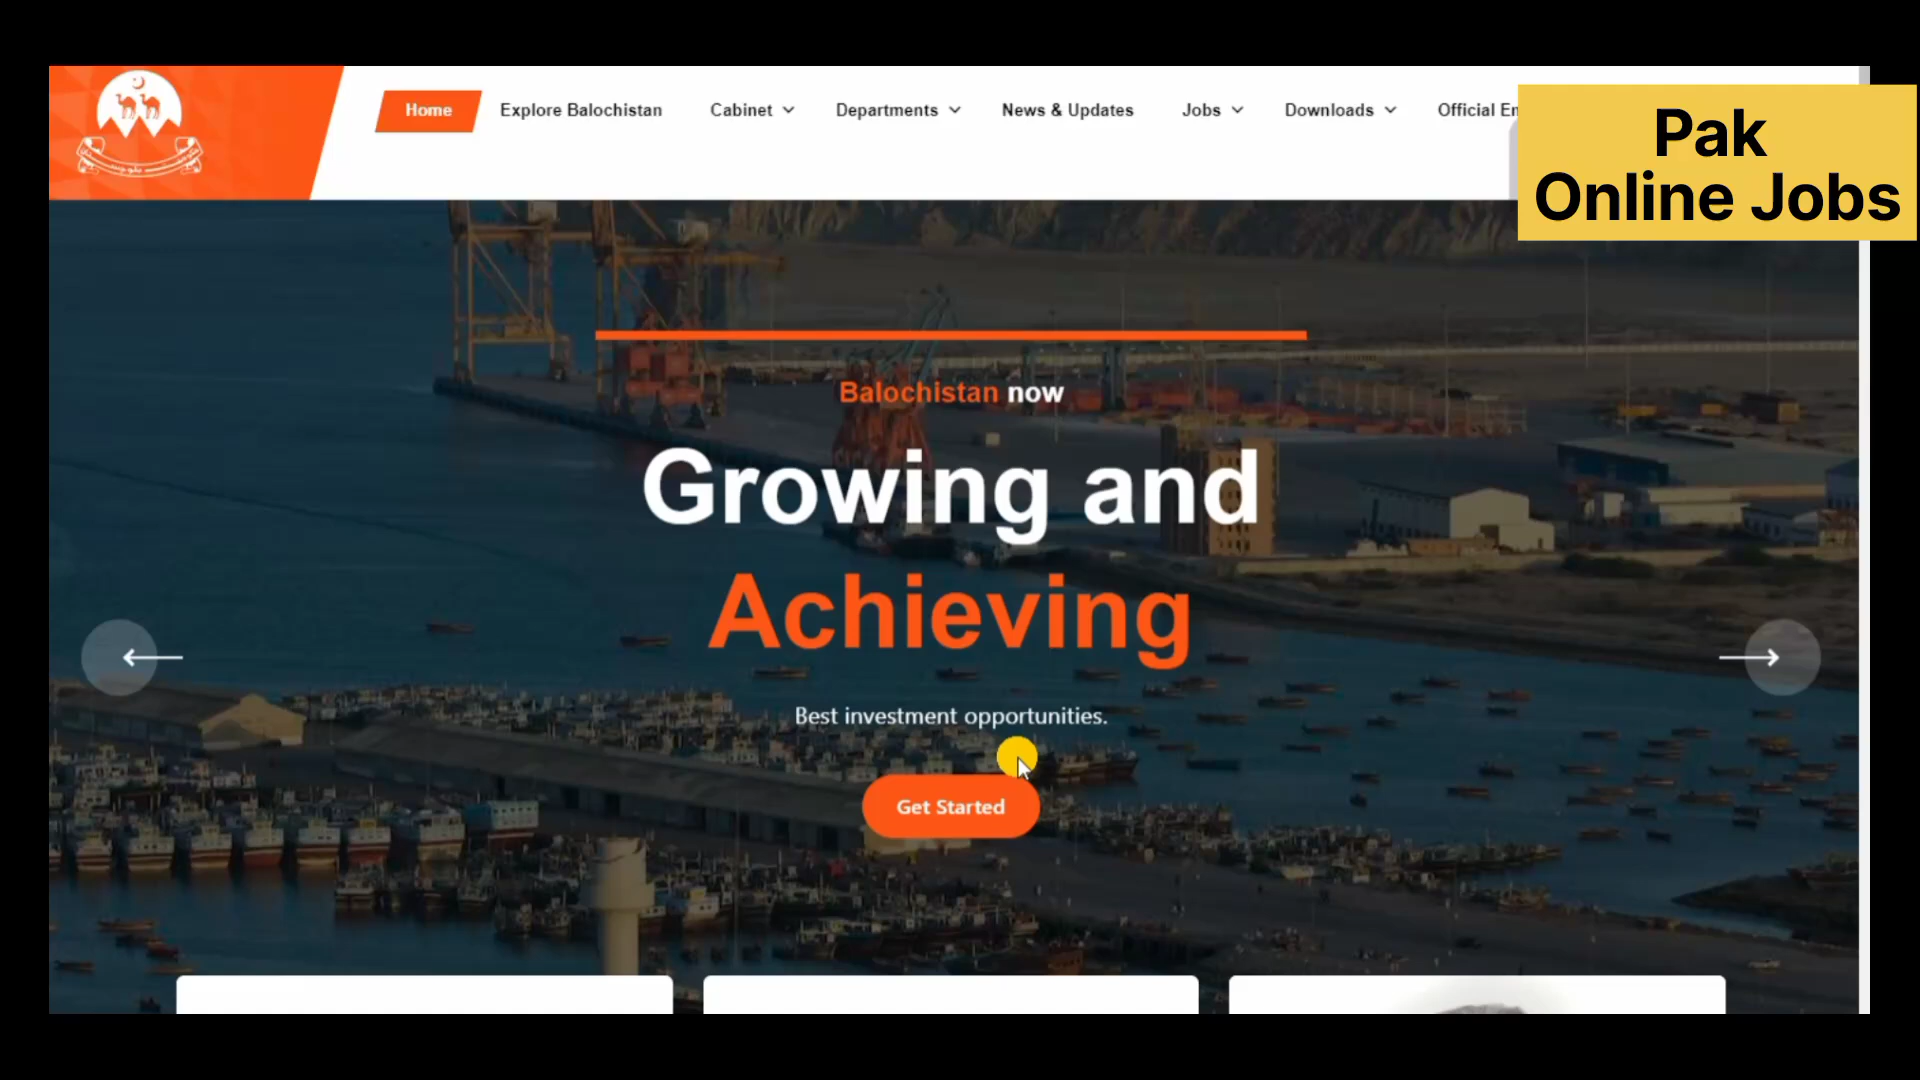 Home
Explore Balochistan
Cabinet
Departments
News & Updates
Jobs
Downloads
Official
Pak
Online Jobs
Balochistan now
Growing and
Achieving
Best investment opportunities.
Get Started